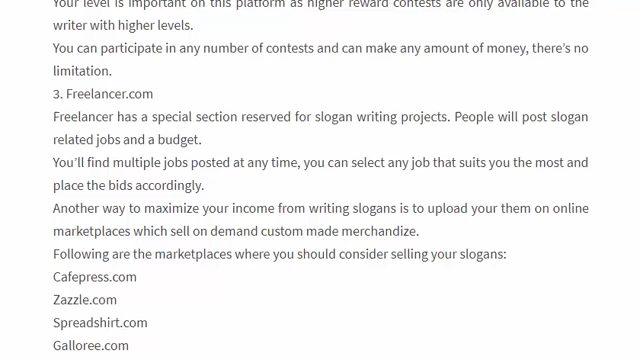 Your level is important on this platform as higher reward contests are only available to the
writer with higher levels.
You can participate in any number of contests and can make any amount of money, there's no
limitation.
3. Freelancer.com
Freelancer has a special section reserved for slogan writing projects. People will post slogan
related jobs and a budget.
You'll find multiple jobs posted at any time, you can select any job that suits you the most and
place the bids accordingly.
Another way to maximize your income from writing slogans is to upload your them on online
marketplaces which sell on demand custom made merchandize.
Following are the marketplaces where you should consider selling your slogans:
Cafepress.com
Zazzle.com
Spreadshirt.com
Galloree.com